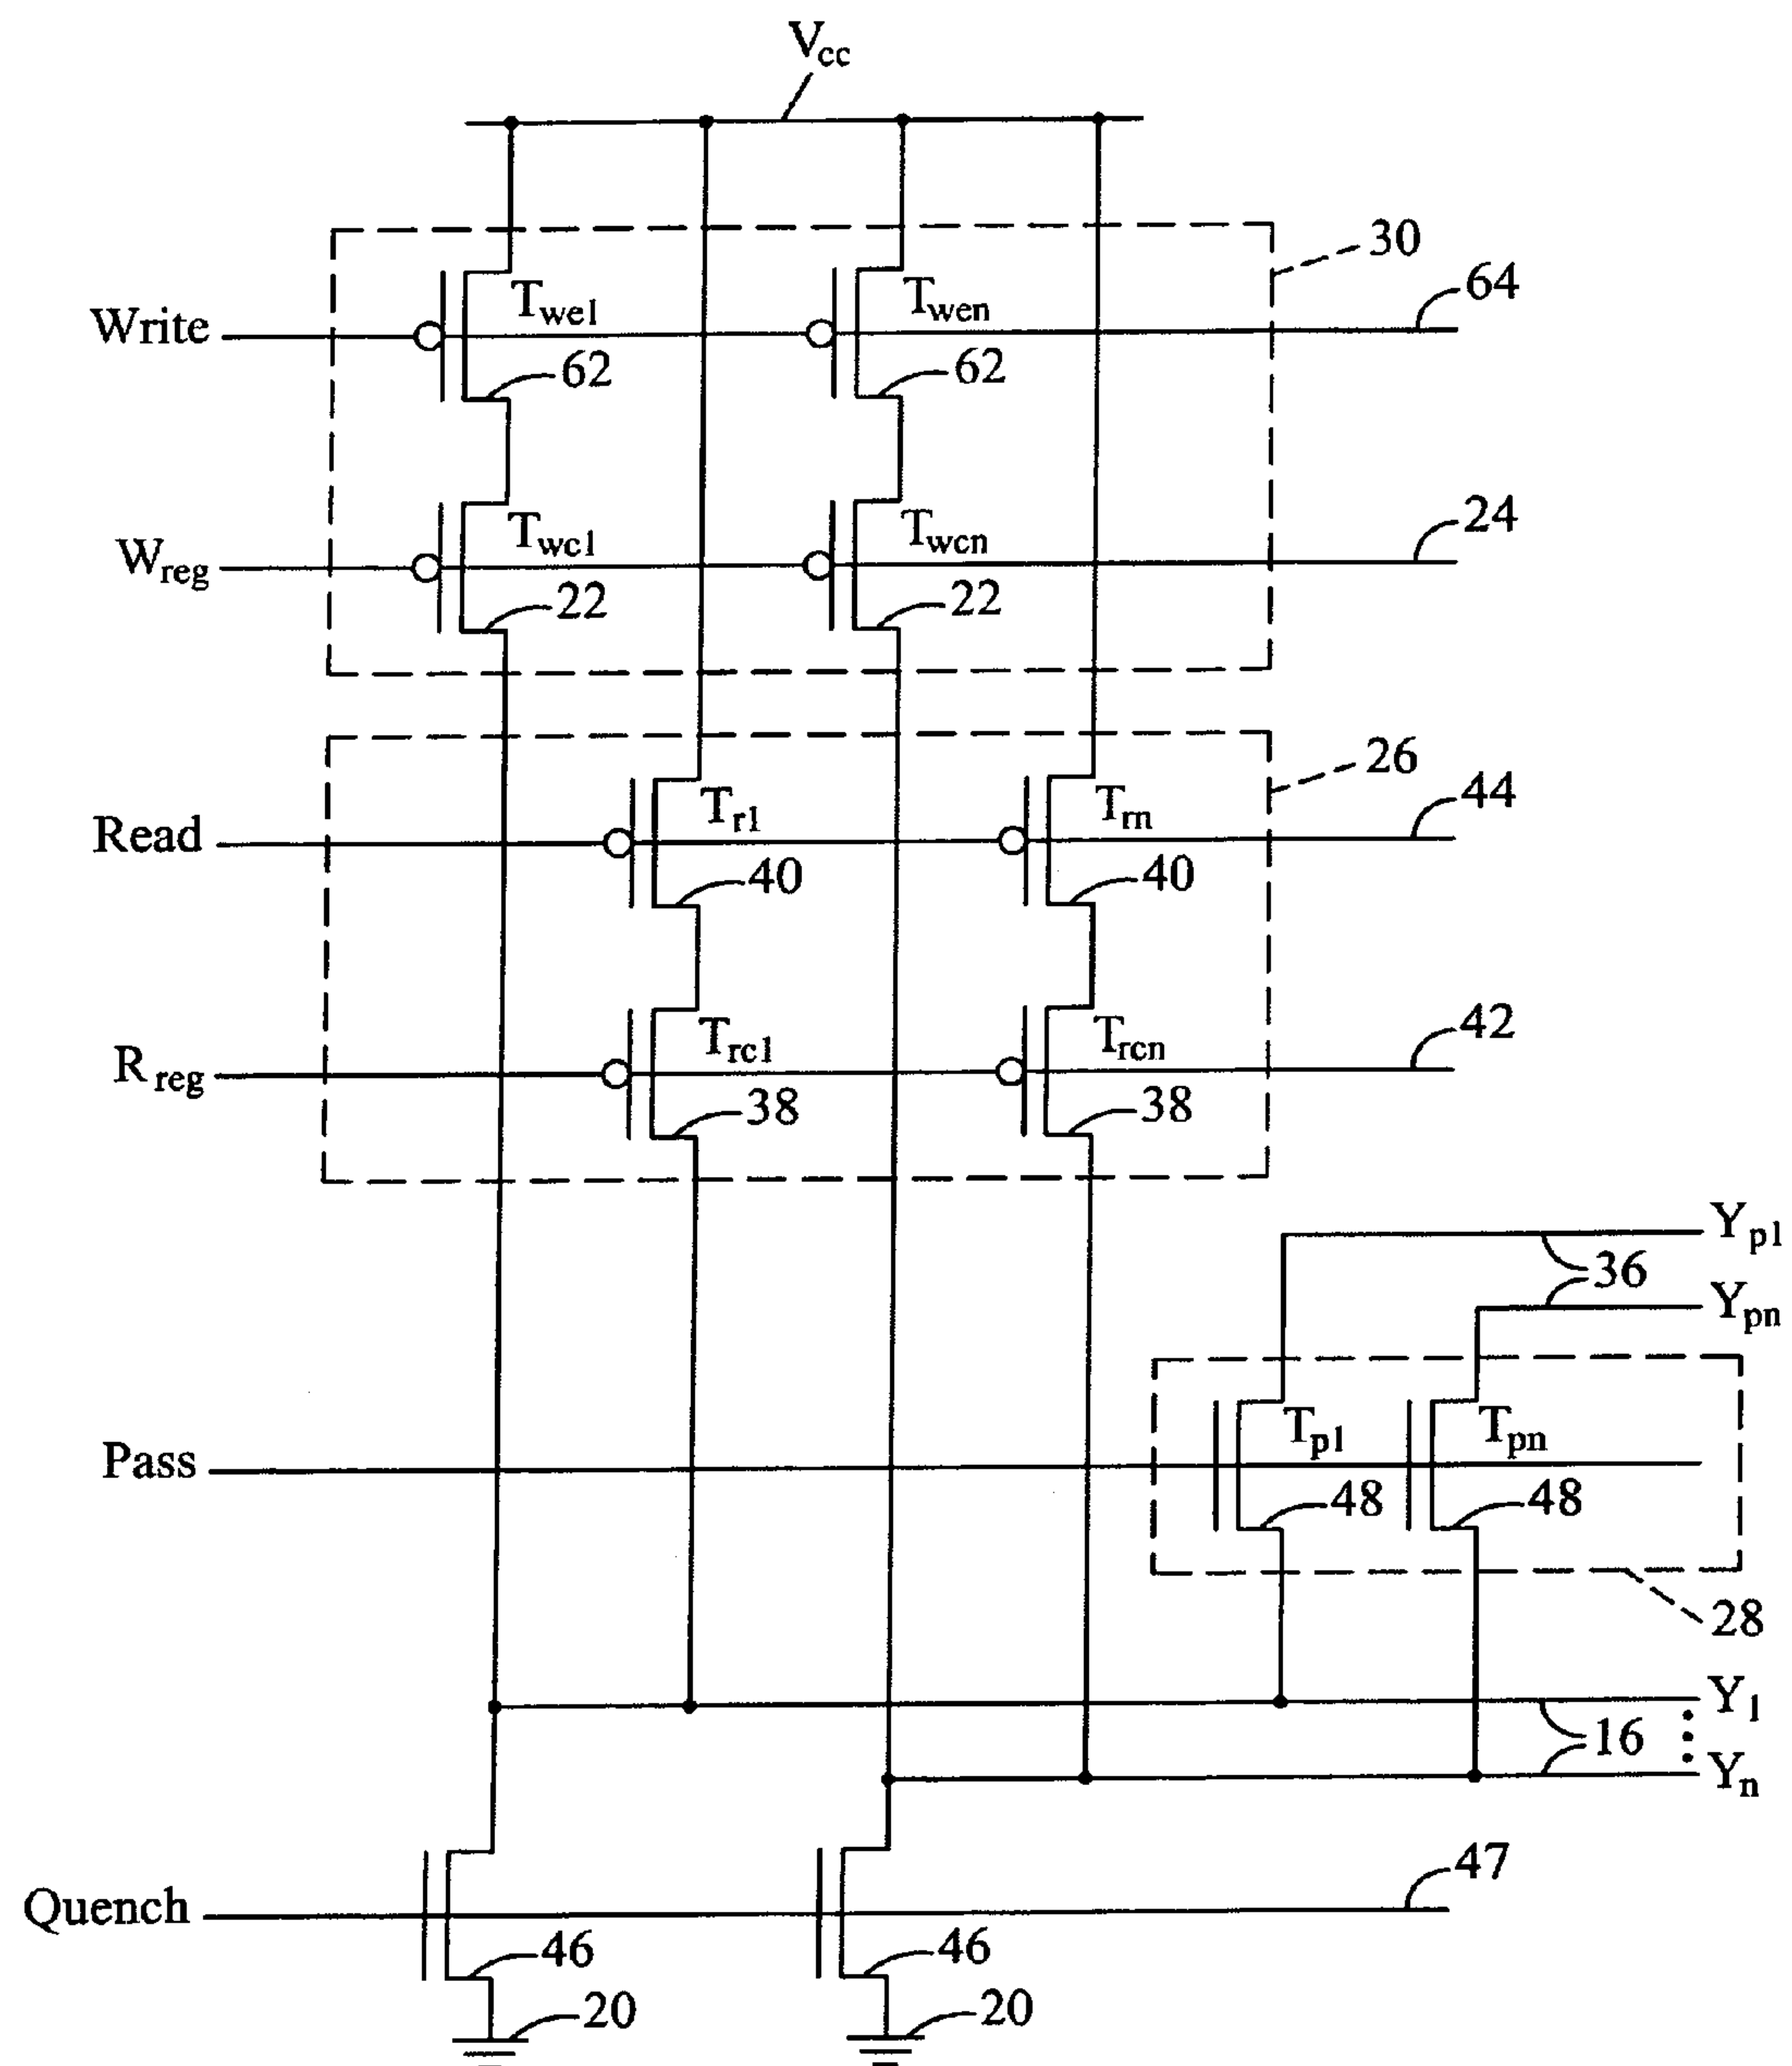 Vcc
30
64
Write
Twe1
Twen
62
62
24
Wreg
Twc1
Twcn
22
22
26
44
Read
Tr1
Trn
40
40
42
Rreg
Trc1
Trcn
38
38
Yp1
36
Ypn
Pass
Tp1
Tpn
48
48
28
Y1
16
Yn
47
Quench
46
46
20
20